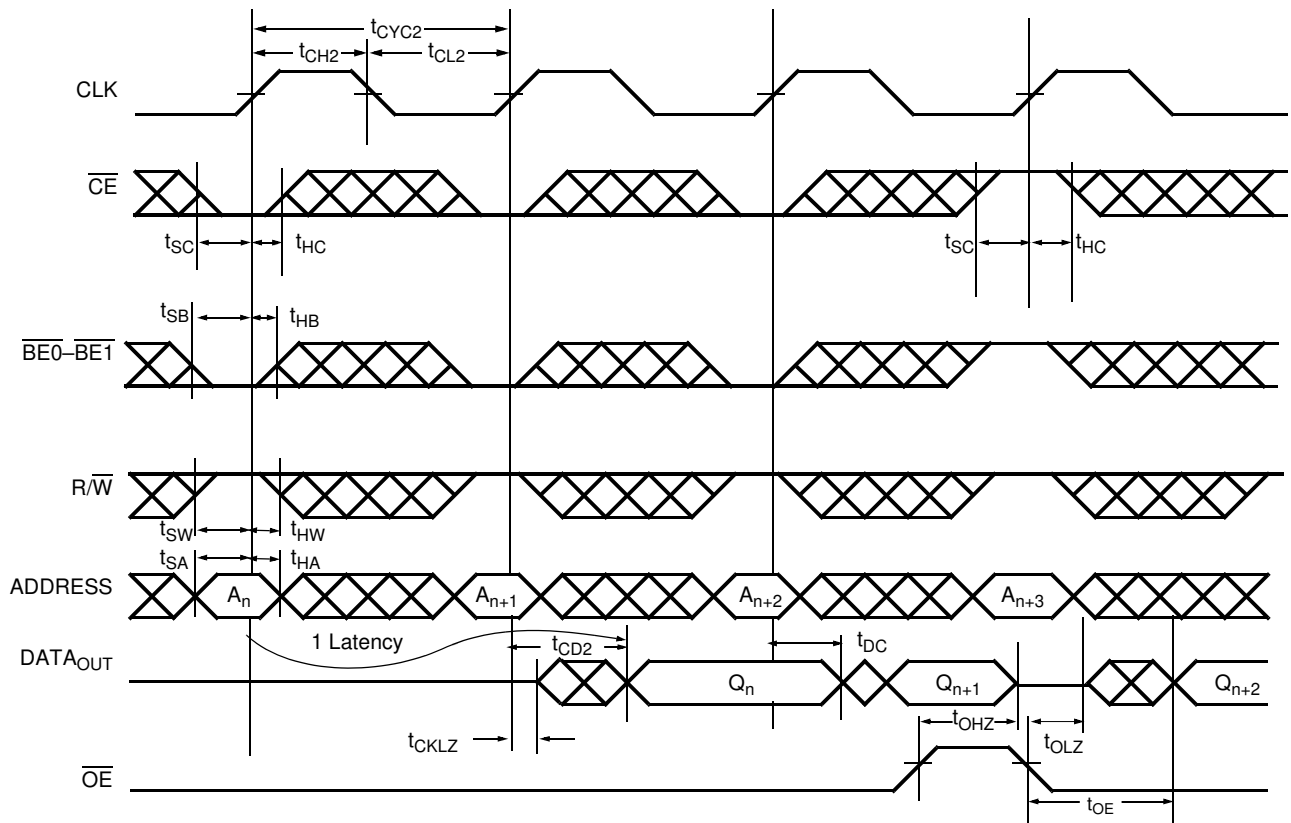 tCYC2
tCH2 tCL2
CLK
CE
tSC tHC tSC tHC
tSB tHB
BE0–BE1
R/W
tSW tHW
tSA tHA
ADDRESS An An+1 An+2 An+3
1 Latency tCD2 tDC
DATAOUT Qn Qn+1 Qn+2
tOHZ
tCKLZ tOLZ
OE
tOE